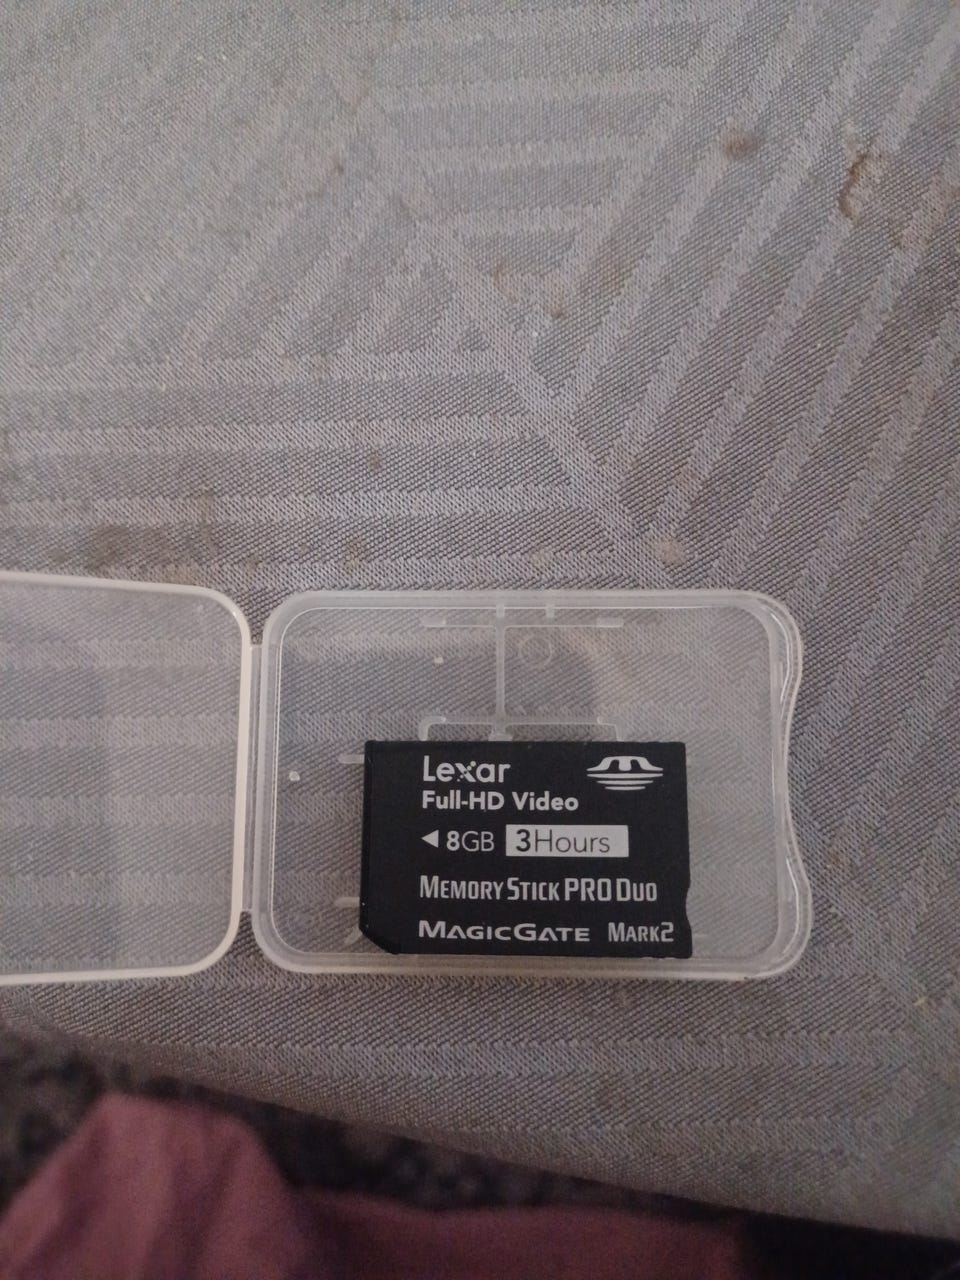 Lexar
Full-HD Video
◄ 8GB 3Hours
MEMORY STICK PRO DUO
MAGICGATE MARK2